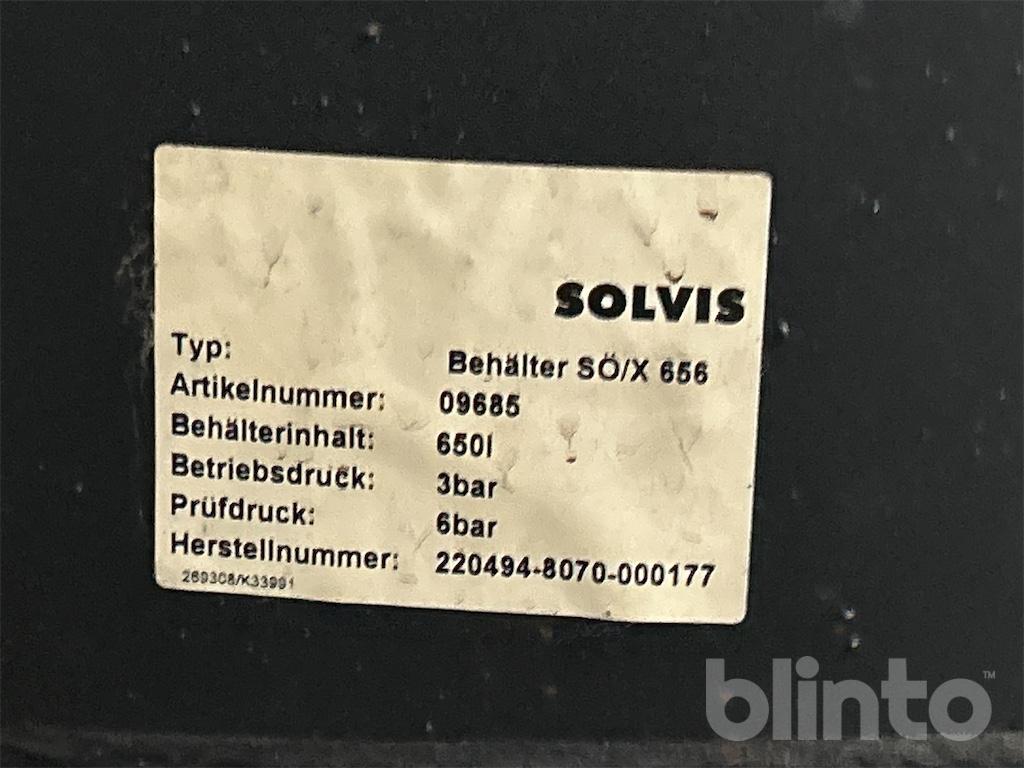 SOLVIS
Typ: Behälter SÖ/X 656
Artikelnummer: 09685
Behälterinhalt: 650l
Betriebsdruck: 3bar
Prüfdruck: 6bar
Herstellnummer: 220494-8070-000177
269308/K33991
blinto™